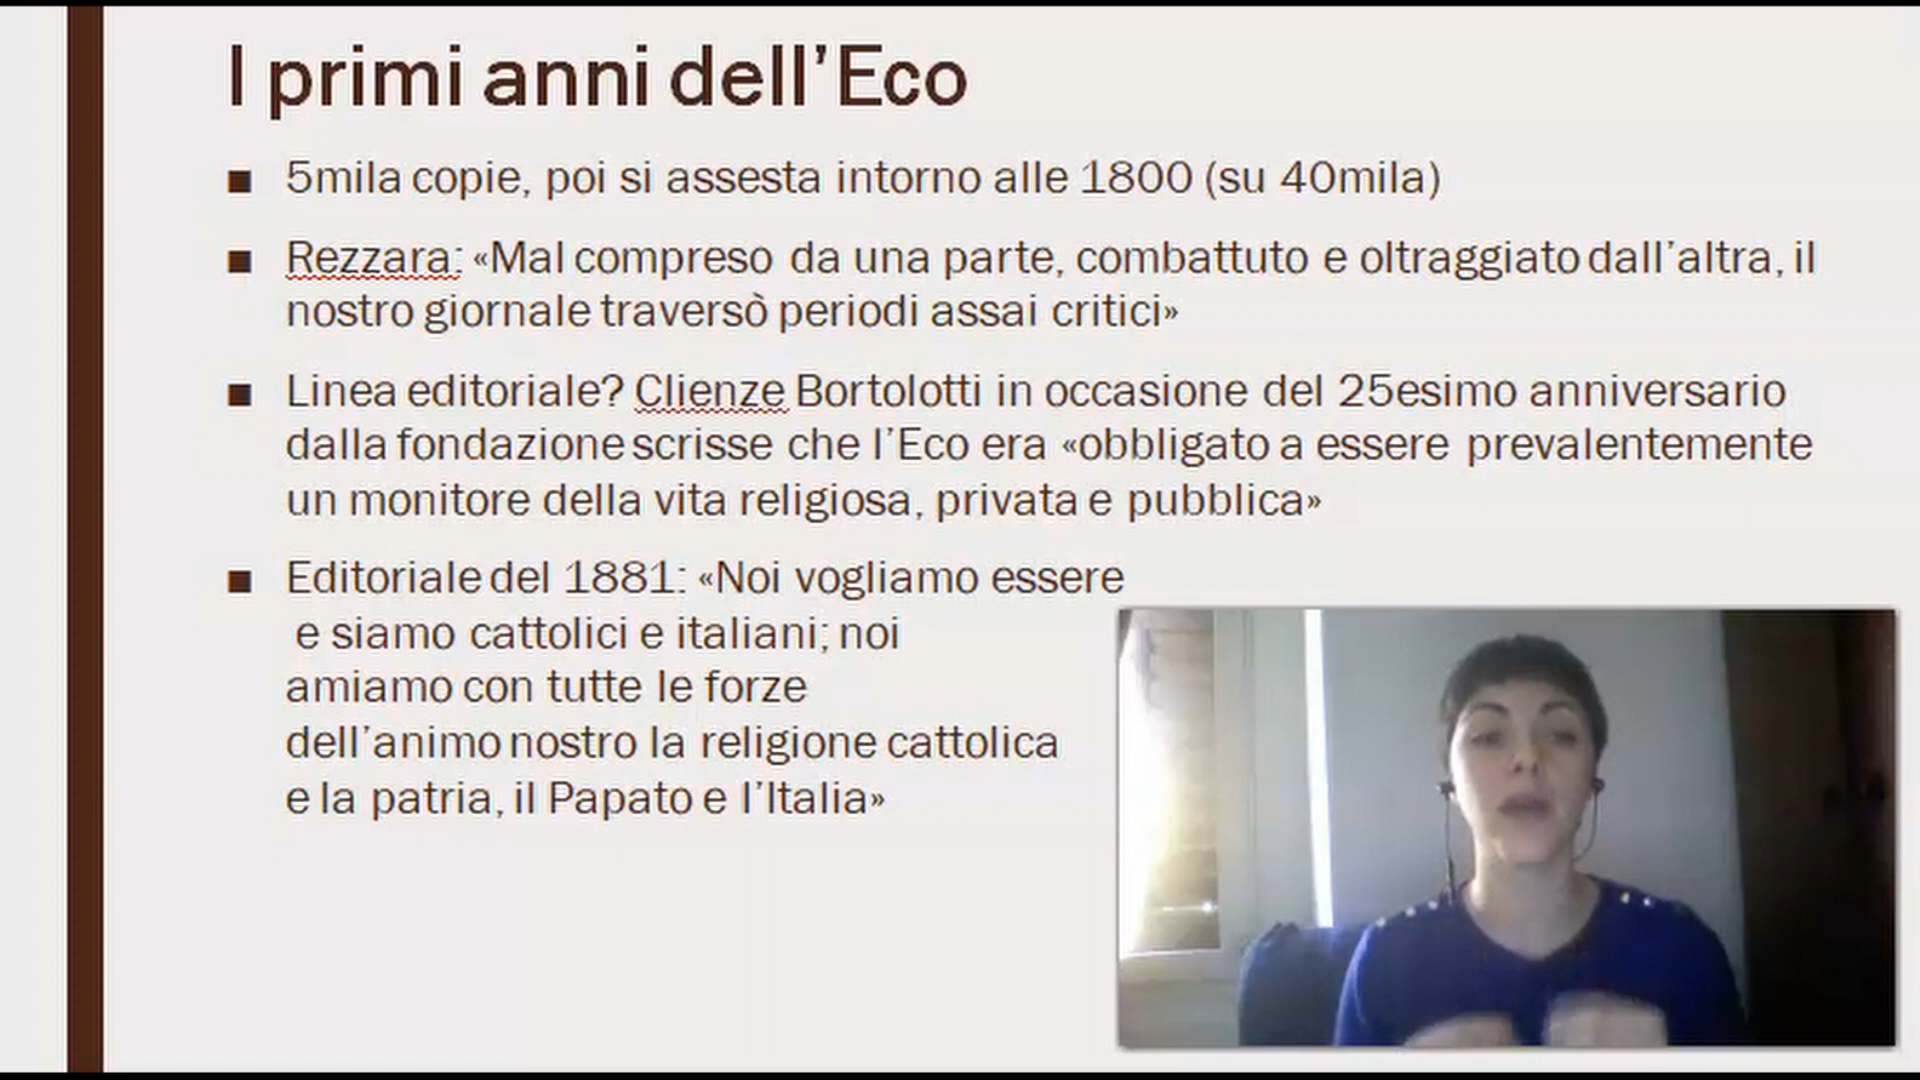 I primi anni dell’Eco
■ 5mila copie, poi si assesta intorno alle 1800 (su 40mila)
■ Rezzara: «Mal compreso da una parte, combattuto e oltraggiato dall’altra, il
nostro giornale traversò periodi assai critici»
■ Linea editoriale? Clienze Bortolotti in occasione del 25esimo anniversario
dalla fondazione scrisse che l’Eco era «obbligato a essere prevalentemente
un monitore della vita religiosa, privata e pubblica»
■ Editoriale del 1881: «Noi vogliamo essere
e siamo cattolici e italiani; noi
amiamo con tutte le forze
dell’animo nostro la religione cattolica
e la patria, il Papato e l’Italia»